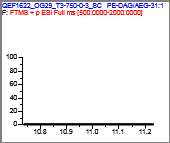 QEF1622_OG29_T3-750-0-3_SC PE-DAG/AEG-31:1
F: FTMS + p ESI Full ms [500.0000-2000.0000]
100
80
60
40
20
0
10.8 10.9 11.0 11.1 11.2